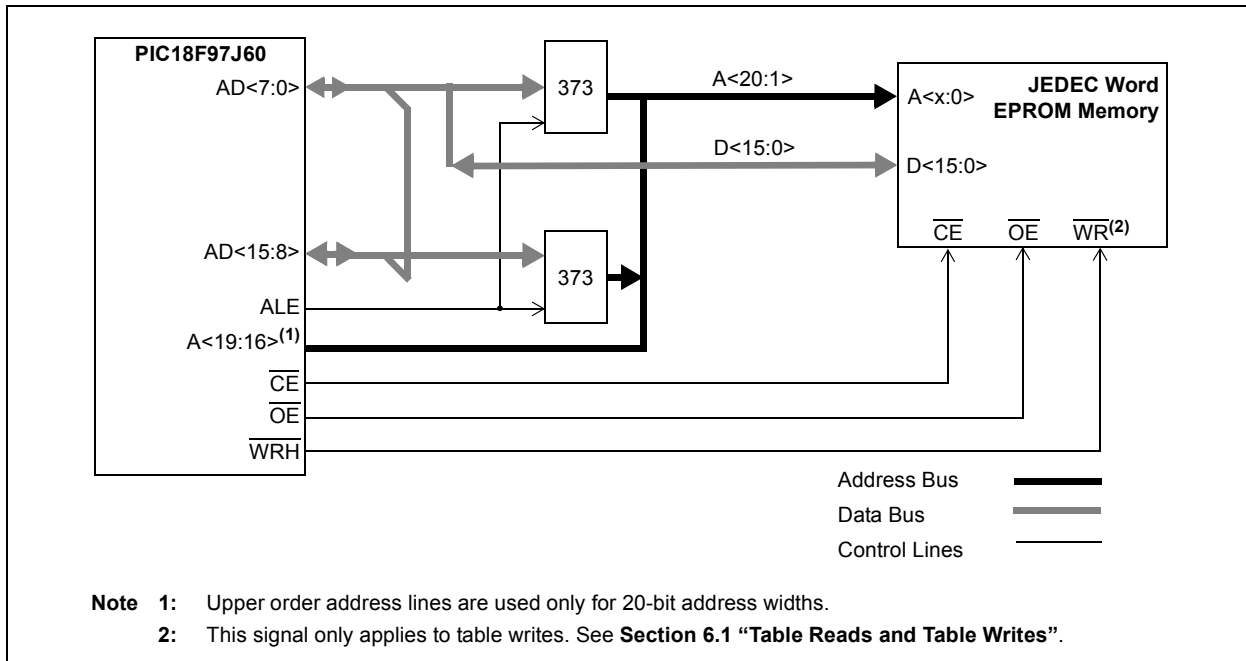 PIC18F97J60
AD<7:0>
373
A<20:1>
A<x:0>
JEDEC Word
EPROM Memory
D<15:0>
D<15:0>
AD<15:8>
373
CE
OE
WR(2)
ALE
A<19:16>(1)
CE
OE
WRH
Address Bus
Data Bus
Control Lines
Note 1: Upper order address lines are used only for 20-bit address widths.
2: This signal only applies to table writes. See Section 6.1 “Table Reads and Table Writes”.